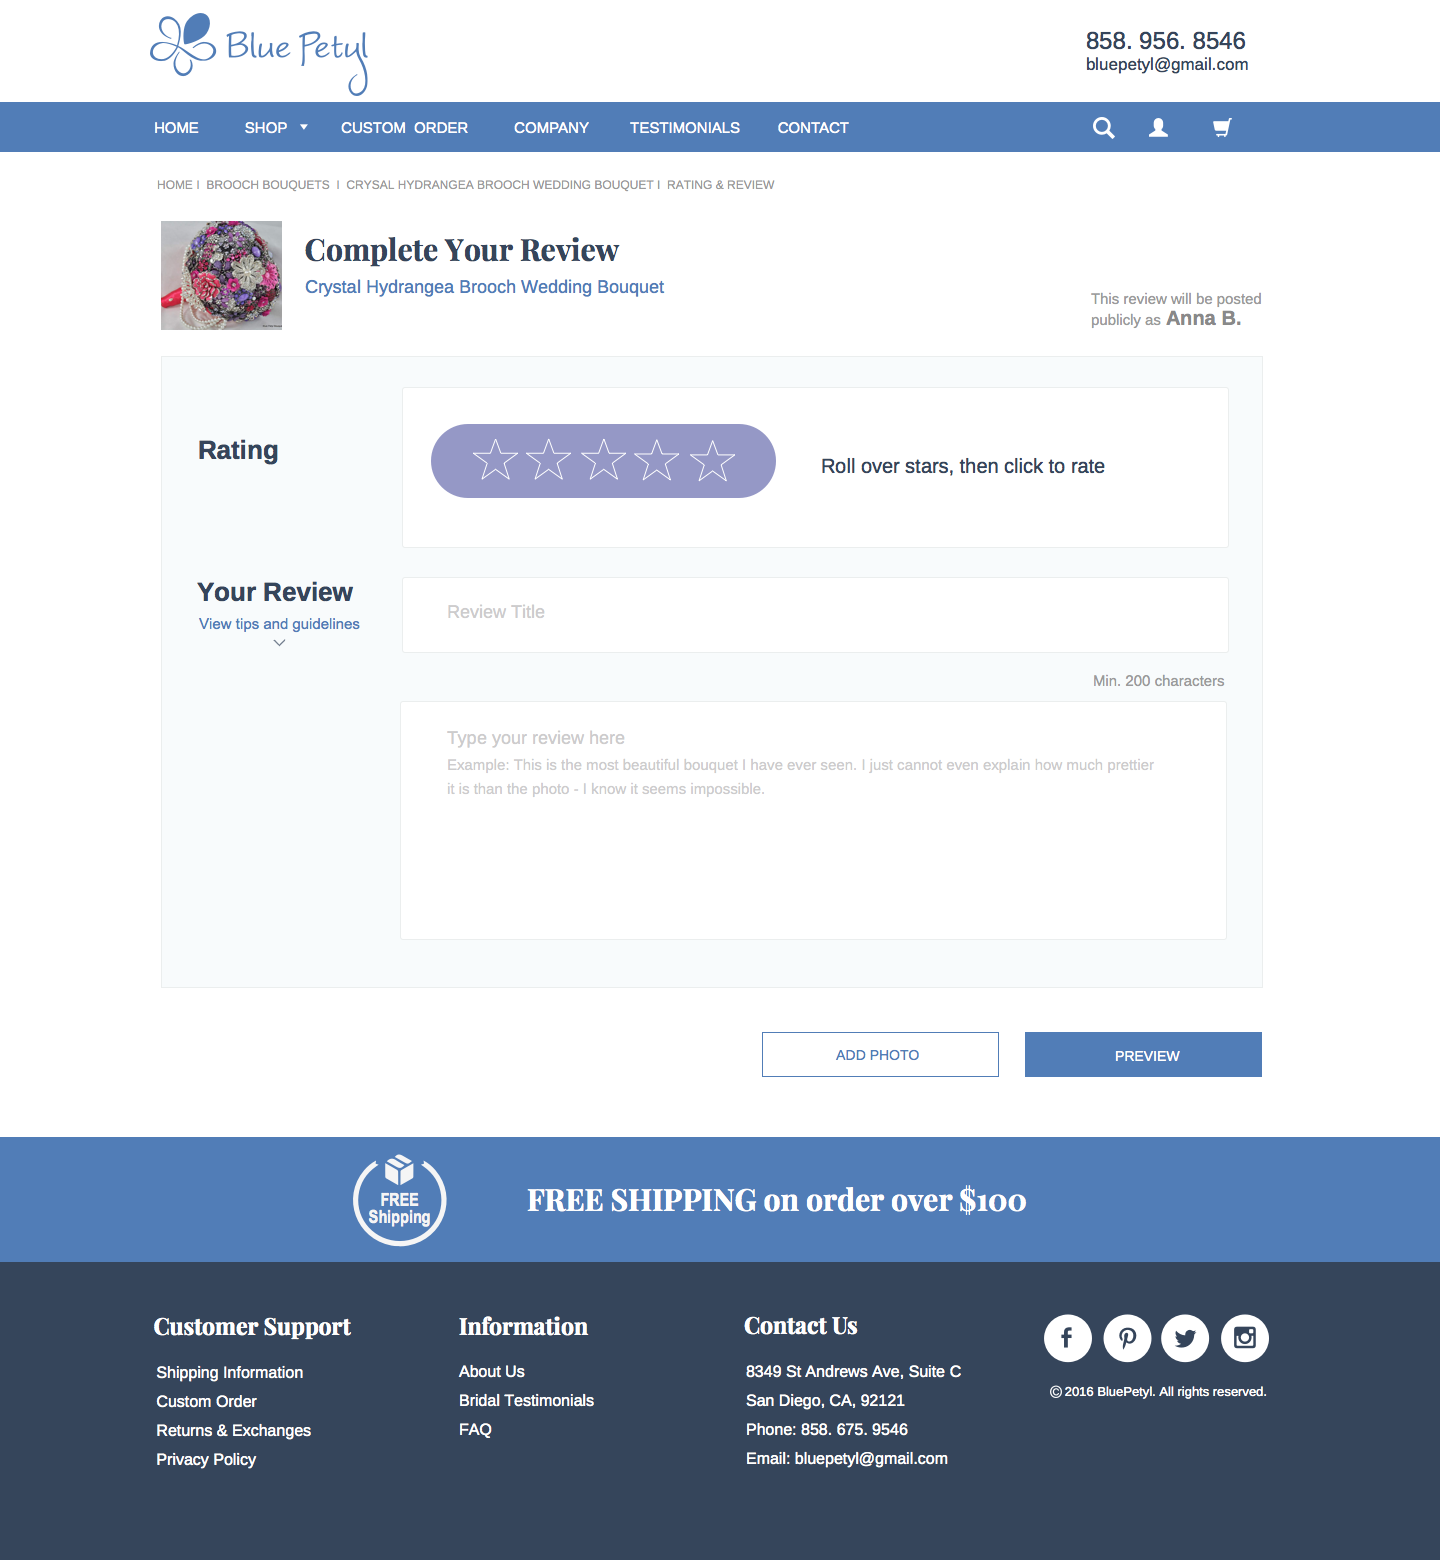 Blue Petyl
858. 956. 8546
bluepetyl@gmail.com
HOME SHOP CUSTOM ORDER COMPANY TESTIMONIALS CONTACT
HOME I BROOCH BOUQUETS I CRYSAL HYDRANGEA BROOCH WEDDING BOUQUET I RATING & REVIEW
Complete Your Review
Crystal Hydrangea Brooch Wedding Bouquet
This review will be posted
publicly as Anna B.
Rating
Roll over stars, then click to rate
Your Review
View tips and guidelines
Review Title
Min. 200 characters
Type your review here
Example: This is the most beautiful bouquet I have ever seen. I just cannot even explain how much prettier
it is than the photo - I know it seems impossible.
ADD PHOTO
PREVIEW
FREE
Shipping
FREE SHIPPING on order over $100
Customer Support
Shipping Information
Custom Order
Returns & Exchanges
Privacy Policy
Information
About Us
Bridal Testimonials
FAQ
Contact Us
8349 St Andrews Ave, Suite C
San Diego, CA, 92121
Phone: 858. 675. 9546
Email: bluepetyl@gmail.com
© 2016 BluePetyl. All rights reserved.